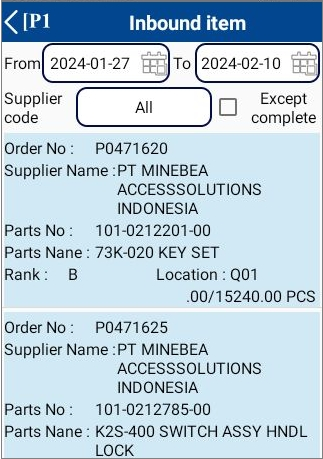 [P1 Inbound item
From 2024-01-27 To 2024-02-10
Supplier code All Except complete
Order No : P0471620
Supplier Name :PT MINEBEA
ACCESSSOLUTIONS
INDONESIA
Parts No : 101-0212201-00
Parts Nane : 73K-020 KEY SET
Rank : B Location : Q01
.00/15240.00 PCS
Order No : P0471625
Supplier Name :PT MINEBEA
ACCESSSOLUTIONS
INDONESIA
Parts No : 101-0212785-00
Parts Nane : K2S-400 SWITCH ASSY HNDL
LOCK